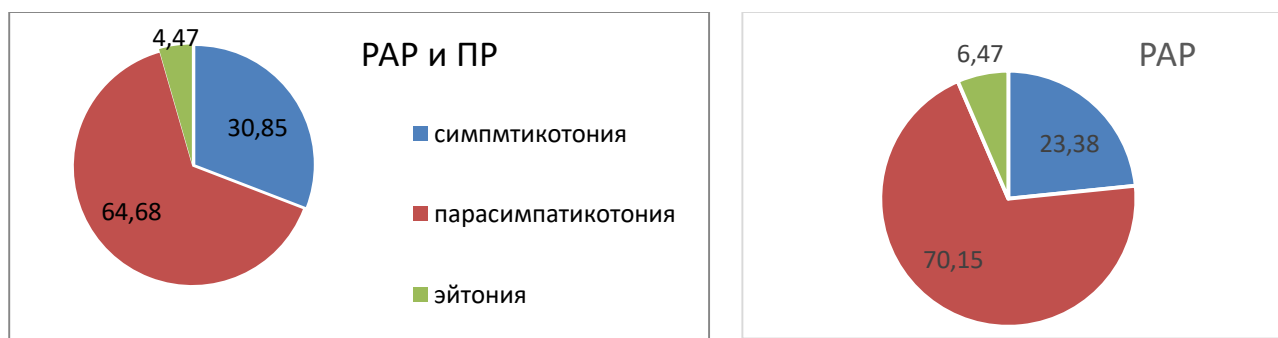 РАР и ПР
4,47
30,85
64,68
симпмтикотония
парасимпатикотония
эйтония
РАР
6,47
23,38
70,15